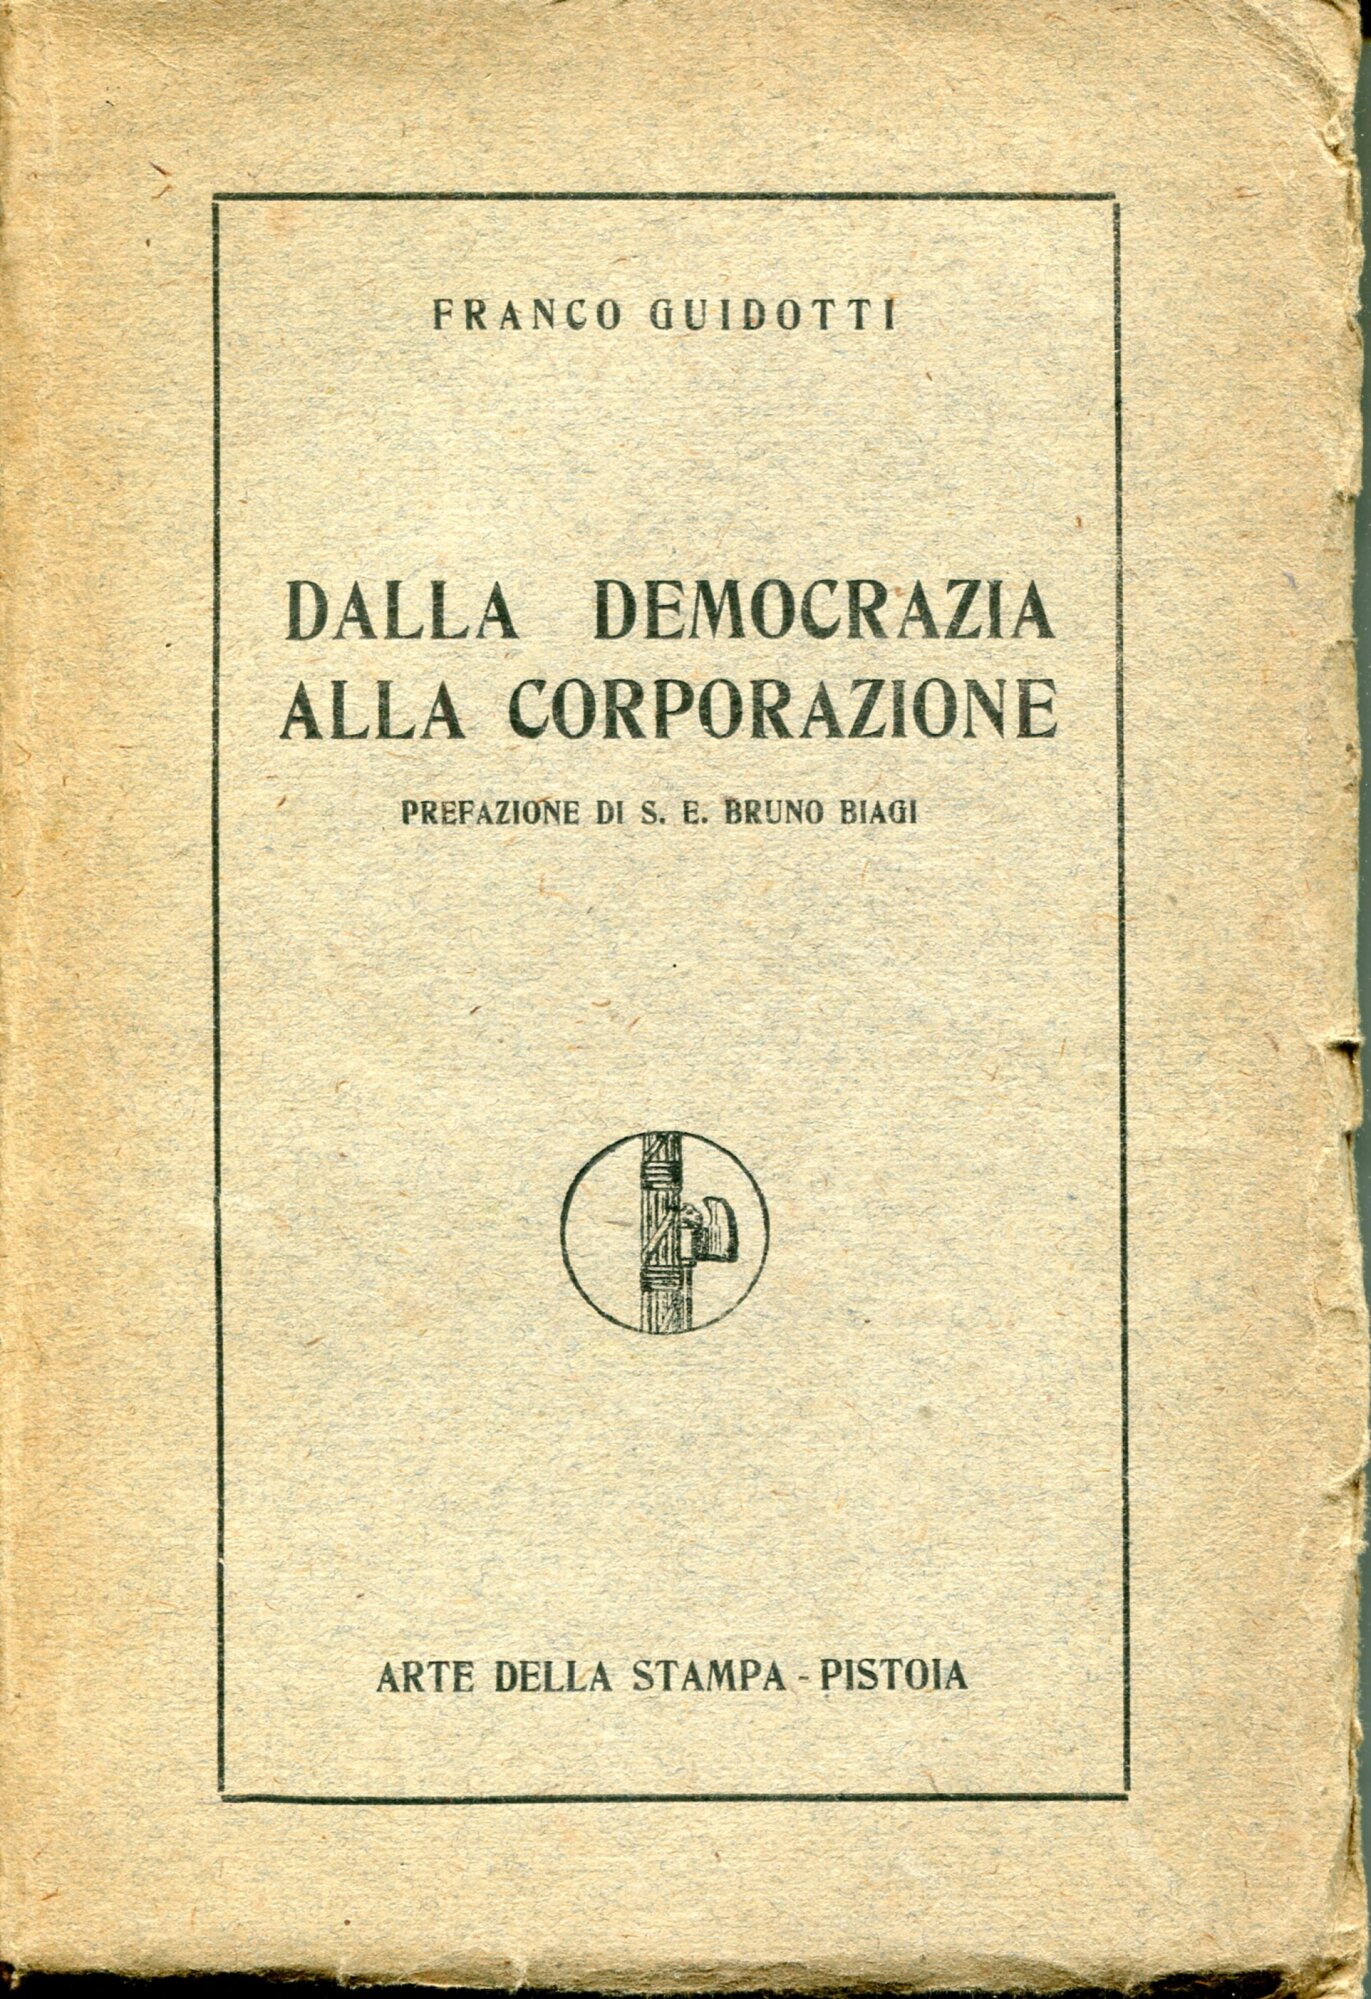 FRANCO GUIDOTTI
DALLA DEMOCRAZIA
ALLA CORPORAZIONE
PREFAZIONE DI S. E. BRUNO BIAGI
ARTE DELLA STAMPA - PISTOIA